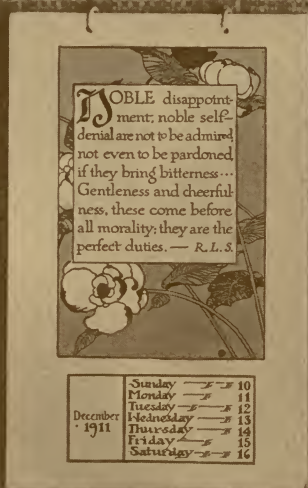 NOBLE disappoint-
ment, noble self-
denial are not to be admired,
not even to be pardoned,
if they bring bitterness...
Gentleness and cheerful-
ness, these come before
all morality; they are the
perfect duties. — R.L.S.
December
1911
Sunday 10
Monday 11
Tuesday 12
Wednesday 13
Thursday 14
Friday 15
Saturday 16